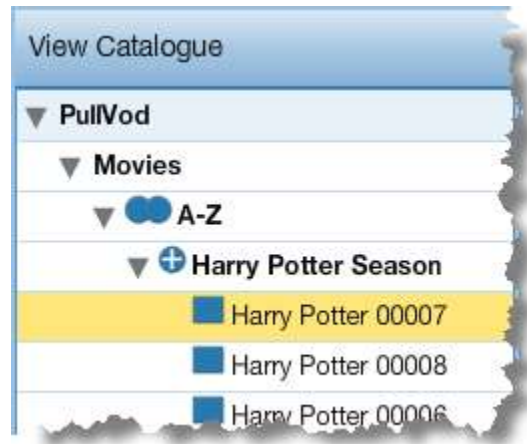 View Catalogue
PullVod
Movies
A-Z
Harry Potter Season
Harry Potter 00007
Harry Potter 00008
Harry Potter 00006